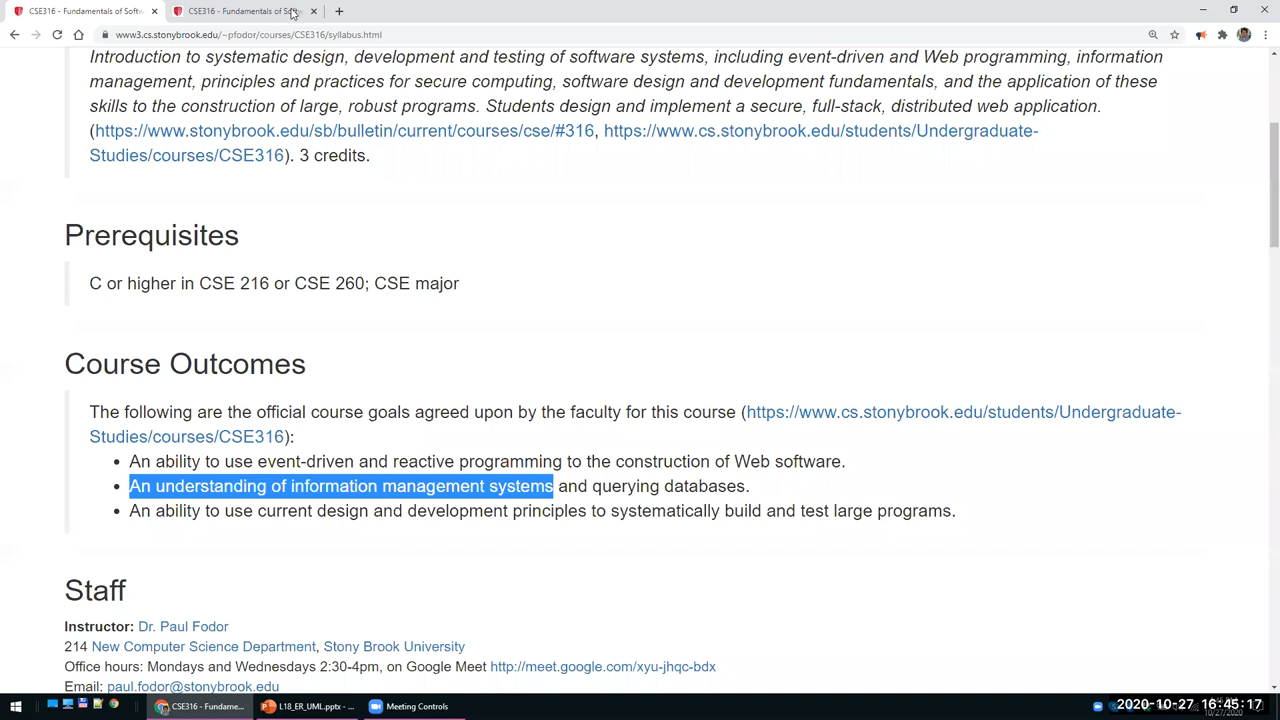 CSE316 - Fundamentals of Softw
CSE316 - Fundamentals of Softw
www3.cs.stonybrook.edu/~pfodor/courses/CSE316/syllabus.html
Introduction to systematic design, development and testing of software systems, including event-driven and Web programming, information
management, principles and practices for secure computing, software design and development fundamentals, and the application of these
skills to the construction of large, robust programs. Students design and implement a secure, full-stack, distributed web application.
(https://www.stonybrook.edu/sb/bulletin/current/courses/cse/#316, https://www.cs.stonybrook.edu/students/Undergraduate-
Studies/courses/CSE316). 3 credits.
Prerequisites
C or higher in CSE 216 or CSE 260; CSE major
Course Outcomes
The following are the official course goals agreed upon by the faculty for this course (https://www.cs.stonybrook.edu/students/Undergraduate-
Studies/courses/CSE316):
• An ability to use event-driven and reactive programming to the construction of Web software.
• An understanding of information management systems and querying databases.
• An ability to use current design and development principles to systematically build and test large programs.
Staff
Instructor: Dr. Paul Fodor
214 New Computer Science Department, Stony Brook University
Office hours: Mondays and Wednesdays 2:30-4pm, on Google Meet http://meet.google.com/xyu-jhqc-bdx
Email: paul.fodor@stonybrook.edu
CSE316 - Fundame...
L18_ER_UML.pptx - ...
Meeting Controls
2020-10-27 16:45:17
10/27/2020